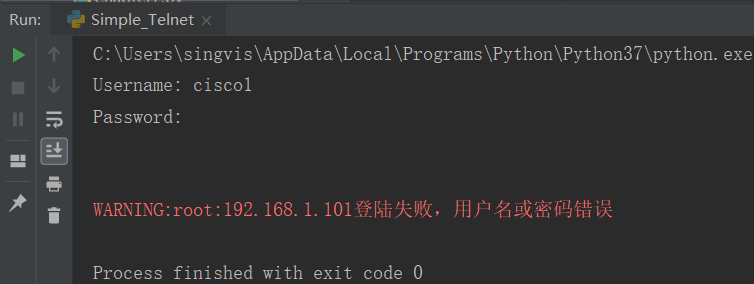 Run:
Simple_Telnet
C:\Users\singvis\AppData\Local\Programs\Python\Python37\python.exe
Username: cisco1
Password:
WARNING:root:192.168.1.101登陆失败，用户名或密码错误
Process finished with exit code 0